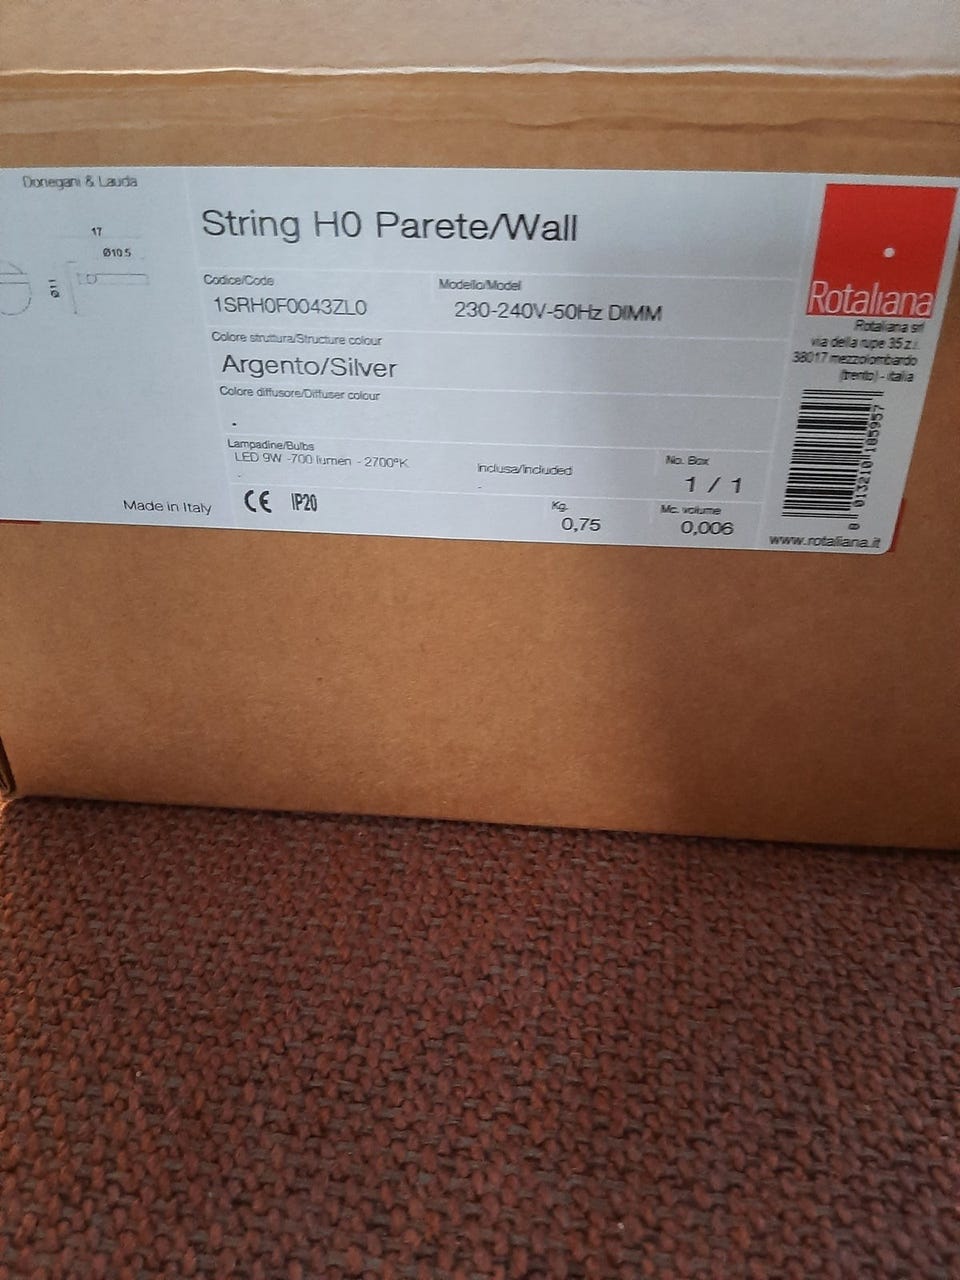 Donegani & Lauda
17
Ø10.5
Ø11
String H0 Parete/Wall
Codice/Code
1SRH0F0043ZL0
Modello/Model
230-240V-50Hz DIMM
Colore struttura/Structure colour
Argento/Silver
Colore diffusore/Diffuser colour
.
Lampadine/Bulbs
LED 9W -700 lumen - 2700°K
Inclusa/Included
-
No. Box
1 / 1
Made in Italy
CE IP20
Kg.
0,75
Mc. volume
0,006
Rotaliana
Rotaliana srl
via della rupe 35 z.i.
38017 mezzolombardo
(trento) - italia
8 013210 185957
www.rotaliana.it